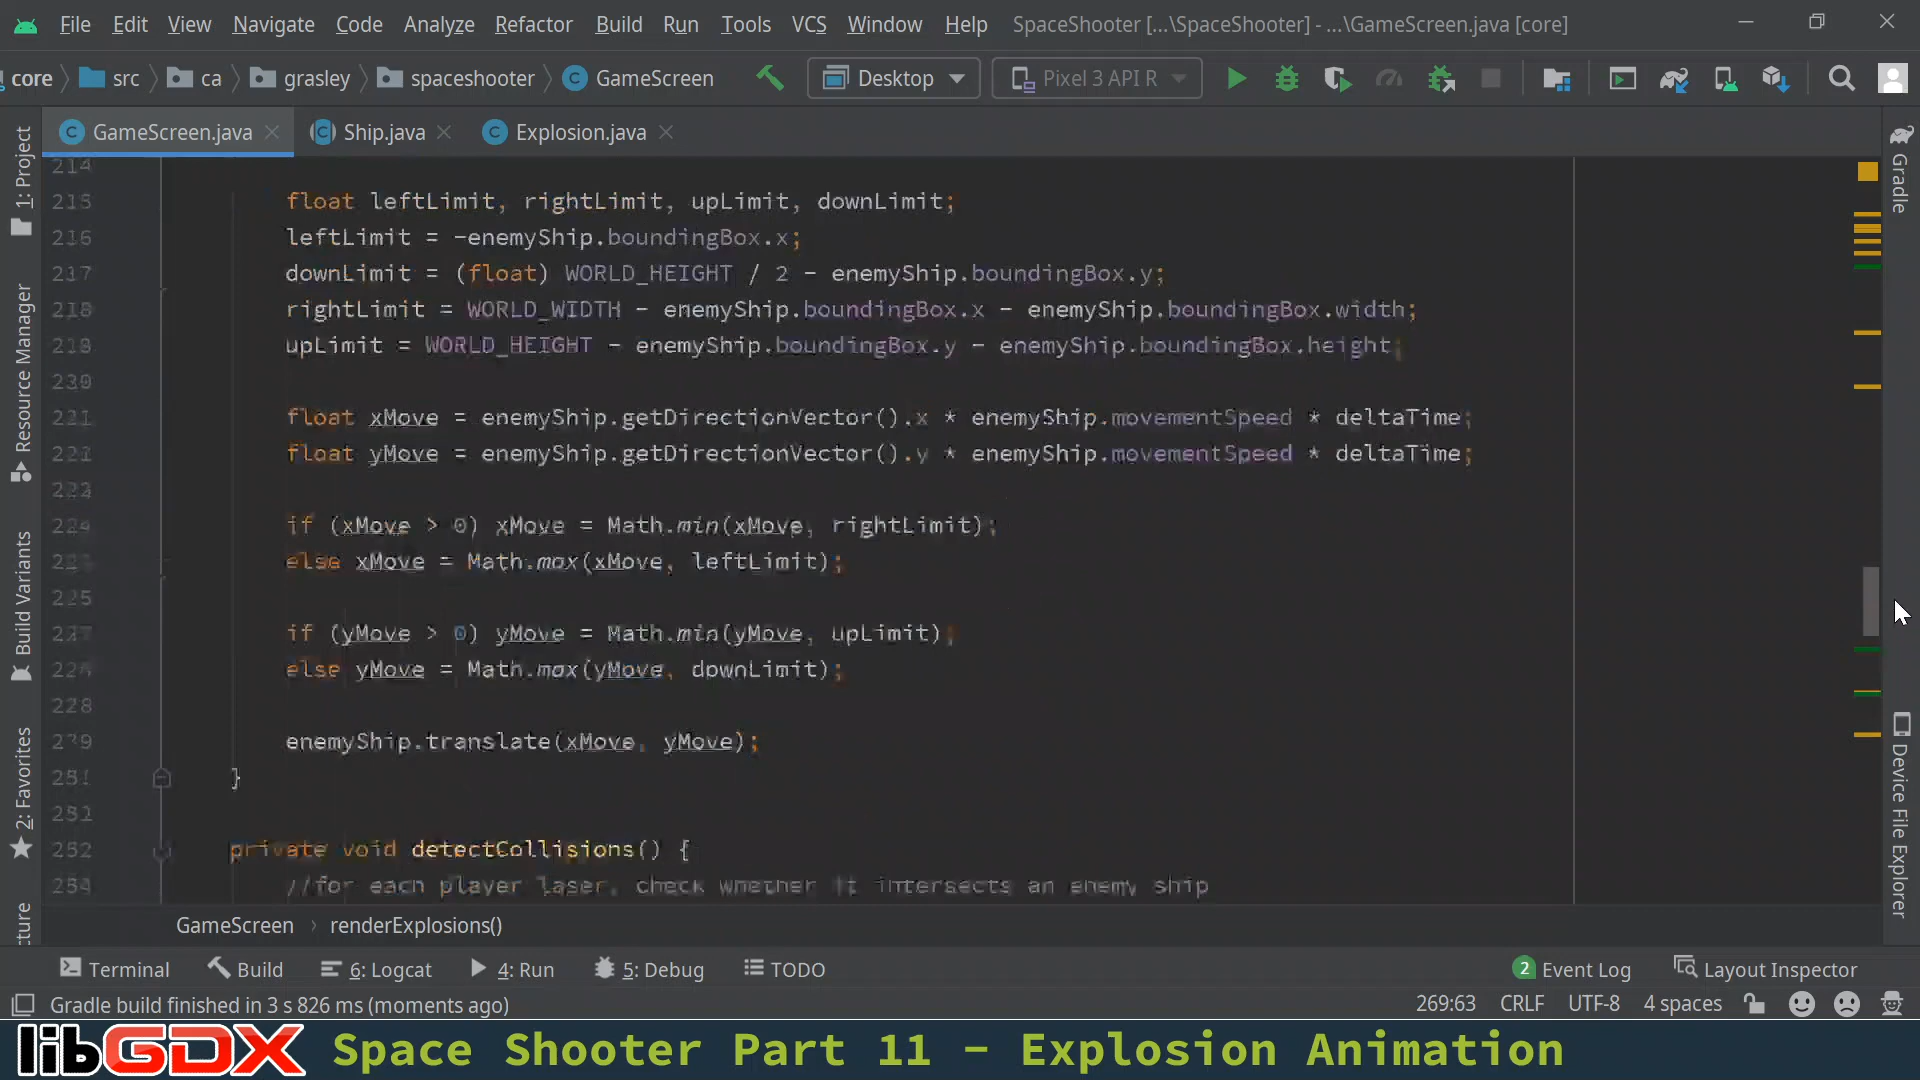 File Edit View Navigate Code Analyze Refactor Build Run Tools VCS Window Help SpaceShooter [...\SpaceShooter] - ...\GameScreen.java [core]
core src ca grasley spaceshooter GameScreen Desktop Pixel 3 API R
GameScreen.java Ship.java Explosion.java
1: Project
Resource Manager
Build Variants
2: Favorites
Gradle
Device File Explorer
215 float leftLimit, rightLimit, upLimit, downLimit;
216 leftLimit = -enemyShip.boundingBox.x;
217 downLimit = (float) WORLD_HEIGHT / 2 - enemyShip.boundingBox.y;
rightLimit = WORLD_WIDTH - enemyShip.boundingBox.x - enemyShip.boundingBox.width;
upLimit = WORLD_HEIGHT - enemyShip.boundingBox.y - enemyShip.boundingBox.height;
float xMove = enemyShip.getDirectionVector().x * enemyShip.movementSpeed * deltaTime;
float yMove = enemyShip.getDirectionVector().y * enemyShip.movementSpeed * deltaTime;
if (xMove > 0) xMove = Math.min(xMove, rightLimit);
else xMove = Math.max(xMove, leftLimit);
if (yMove > 0) yMove = Math.min(yMove, upLimit);
else yMove = Math.max(yMove, downLimit);
228
enemyShip.translate(xMove, yMove);
}
252 private void detectCollisions() {
//for each player laser, check whether it intersects an enemy ship
GameScreen › renderExplosions()
Terminal Build 6: Logcat 4: Run 5: Debug TODO 2 Event Log Layout Inspector
Gradle build finished in 3 s 826 ms (moments ago) 269:63 CRLF UTF-8 4 spaces
libGDX Space Shooter Part 11 - Explosion Animation